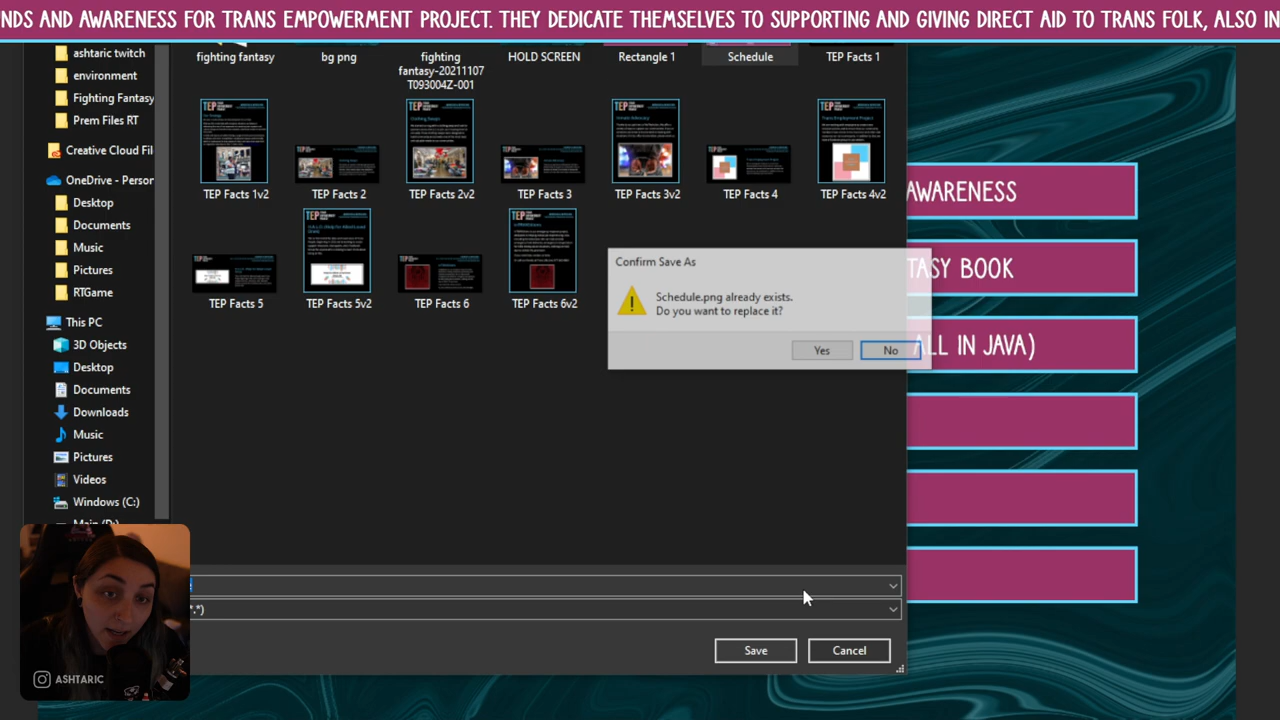 NDS AND AWARENESS FOR TRANS EMPOWERMENT PROJECT. THEY DEDICATE THEMSELVES TO SUPPORTING AND GIVING DIRECT AID TO TRANS FOLK, ALSO IN
ashtaric twitch
environment
Fighting Fantasy
Prem Files RT
Creative Cloud Fil
OneDrive - Person
Desktop
Documents
Music
Pictures
RTGame
This PC
3D Objects
Desktop
Documents
Downloads
Music
Pictures
Videos
Windows (C:)
fighting fantasy
bg png
fighting
fantasy-20211107
T093004Z-001
HOLD SCREEN
Rectangle 1
Schedule
TEP Facts 1
TEP Facts 1v2
TEP Facts 2
TEP Facts 2v2
TEP Facts 3
TEP Facts 3v2
TEP Facts 4
TEP Facts 4v2
TEP Facts 5
TEP Facts 5v2
TEP Facts 6
TEP Facts 6v2
Confirm Save As
Schedule.png already exists.
Do you want to replace it?
Yes
No
AWARENESS
TASY BOOK
ALL IN JAVA)
*.*)
Save
Cancel
ASHTARIC